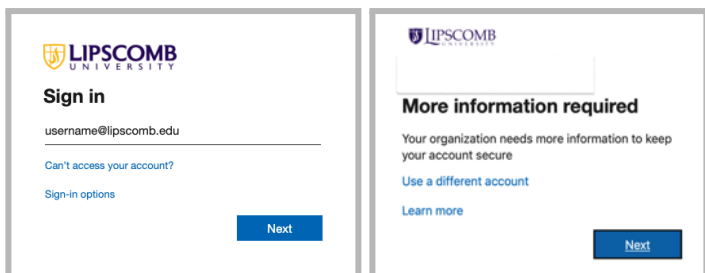 LIPSCOMB
UNIVERSITY
Sign in
username@lipscomb.edu
Can't access your account?
Sign-in options
Next
LIPSCOMB
UNIVERSITY
More information required
Your organization needs more information to keep
your account secure
Use a different account
Learn more
Next